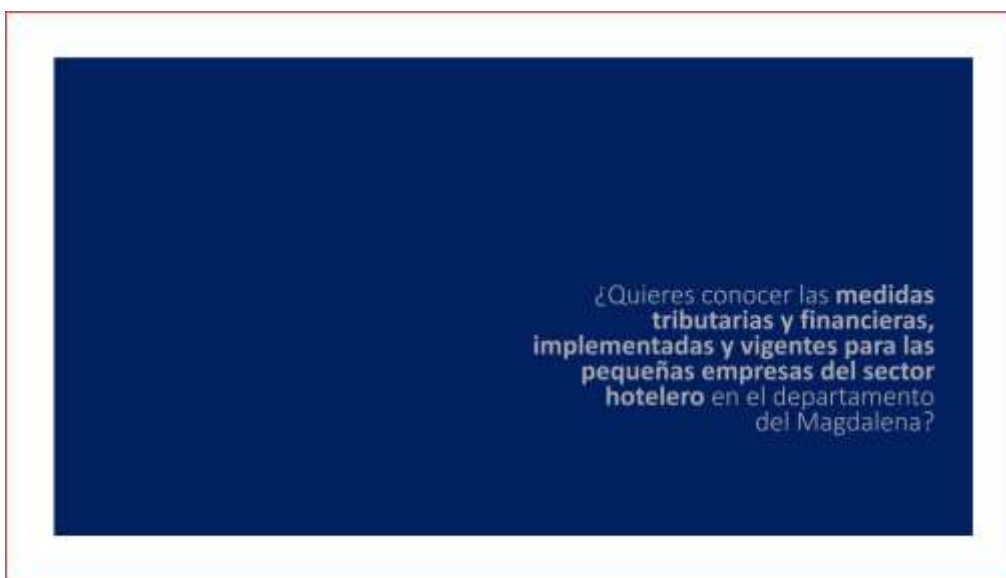 ¿Quieres conocer las medidas
tributarias y financieras,
implementadas y vigentes para las
pequeñas empresas del sector
hotelero en el departamento
del Magdalena?